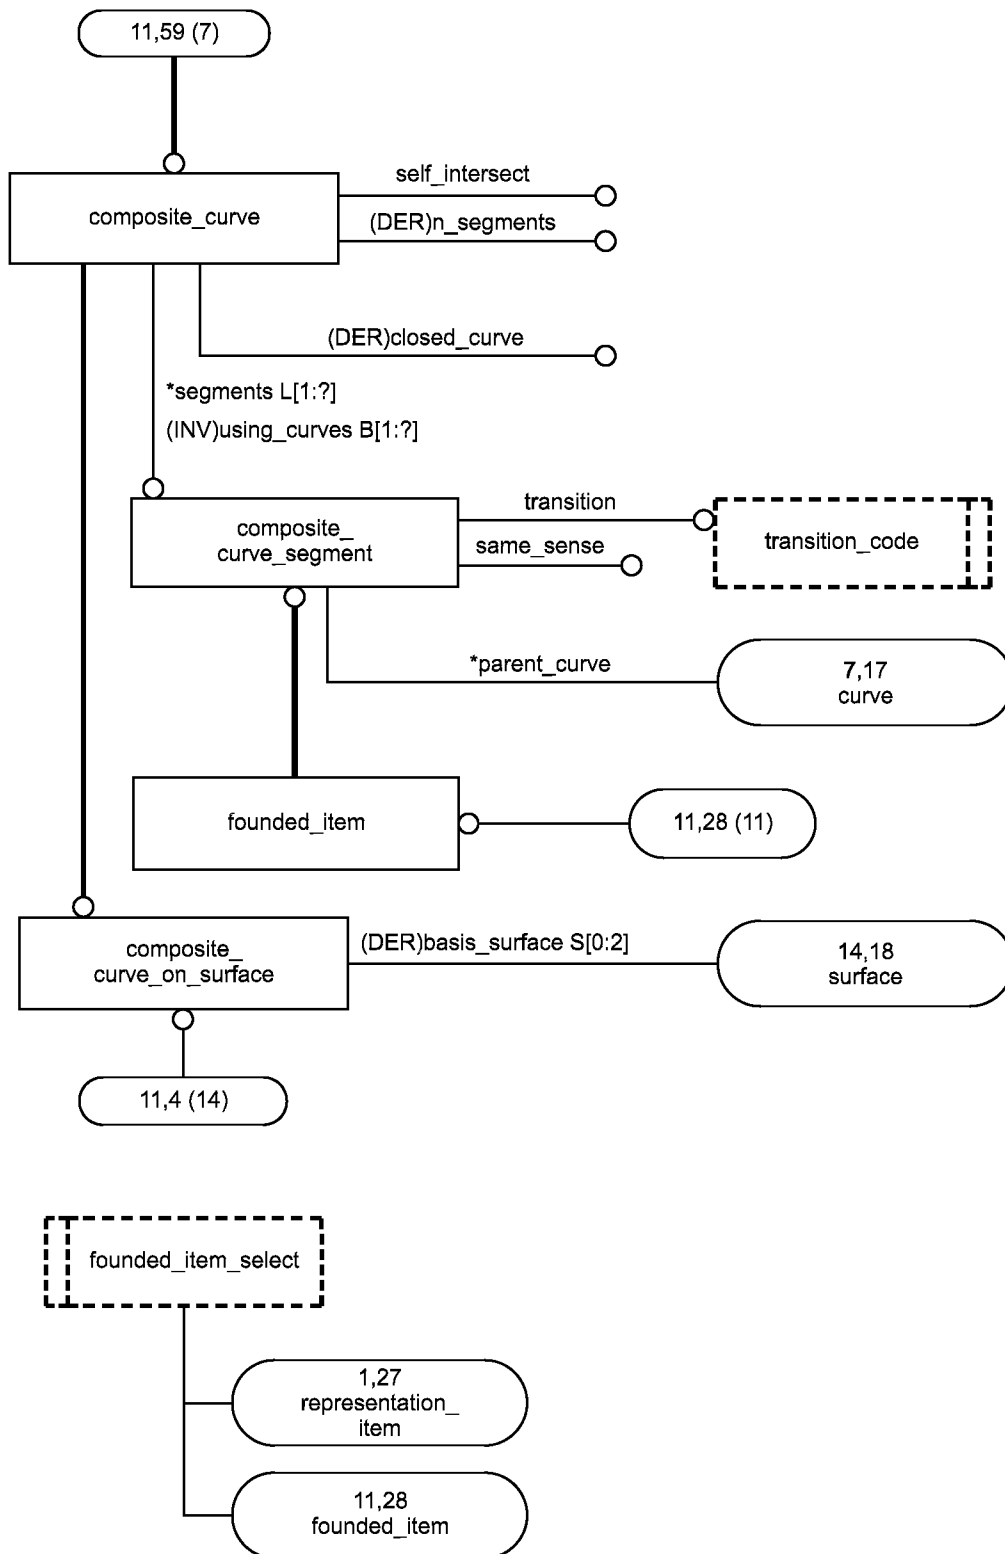 11,59 (7)
composite_curve
self_intersect
(DER)n_segments
(DER)closed_curve
*segments L[1:?]
(INV)using_curves B[1:?]
composite_
curve_segment
transition
same_sense
transition_code
*parent_curve
7,17
curve
founded_item
11,28 (11)
composite_
curve_on_surface
(DER)basis_surface S[0:2]
14,18
surface
11,4 (14)
founded_item_select
1,27
representation_
item
11,28
founded_item